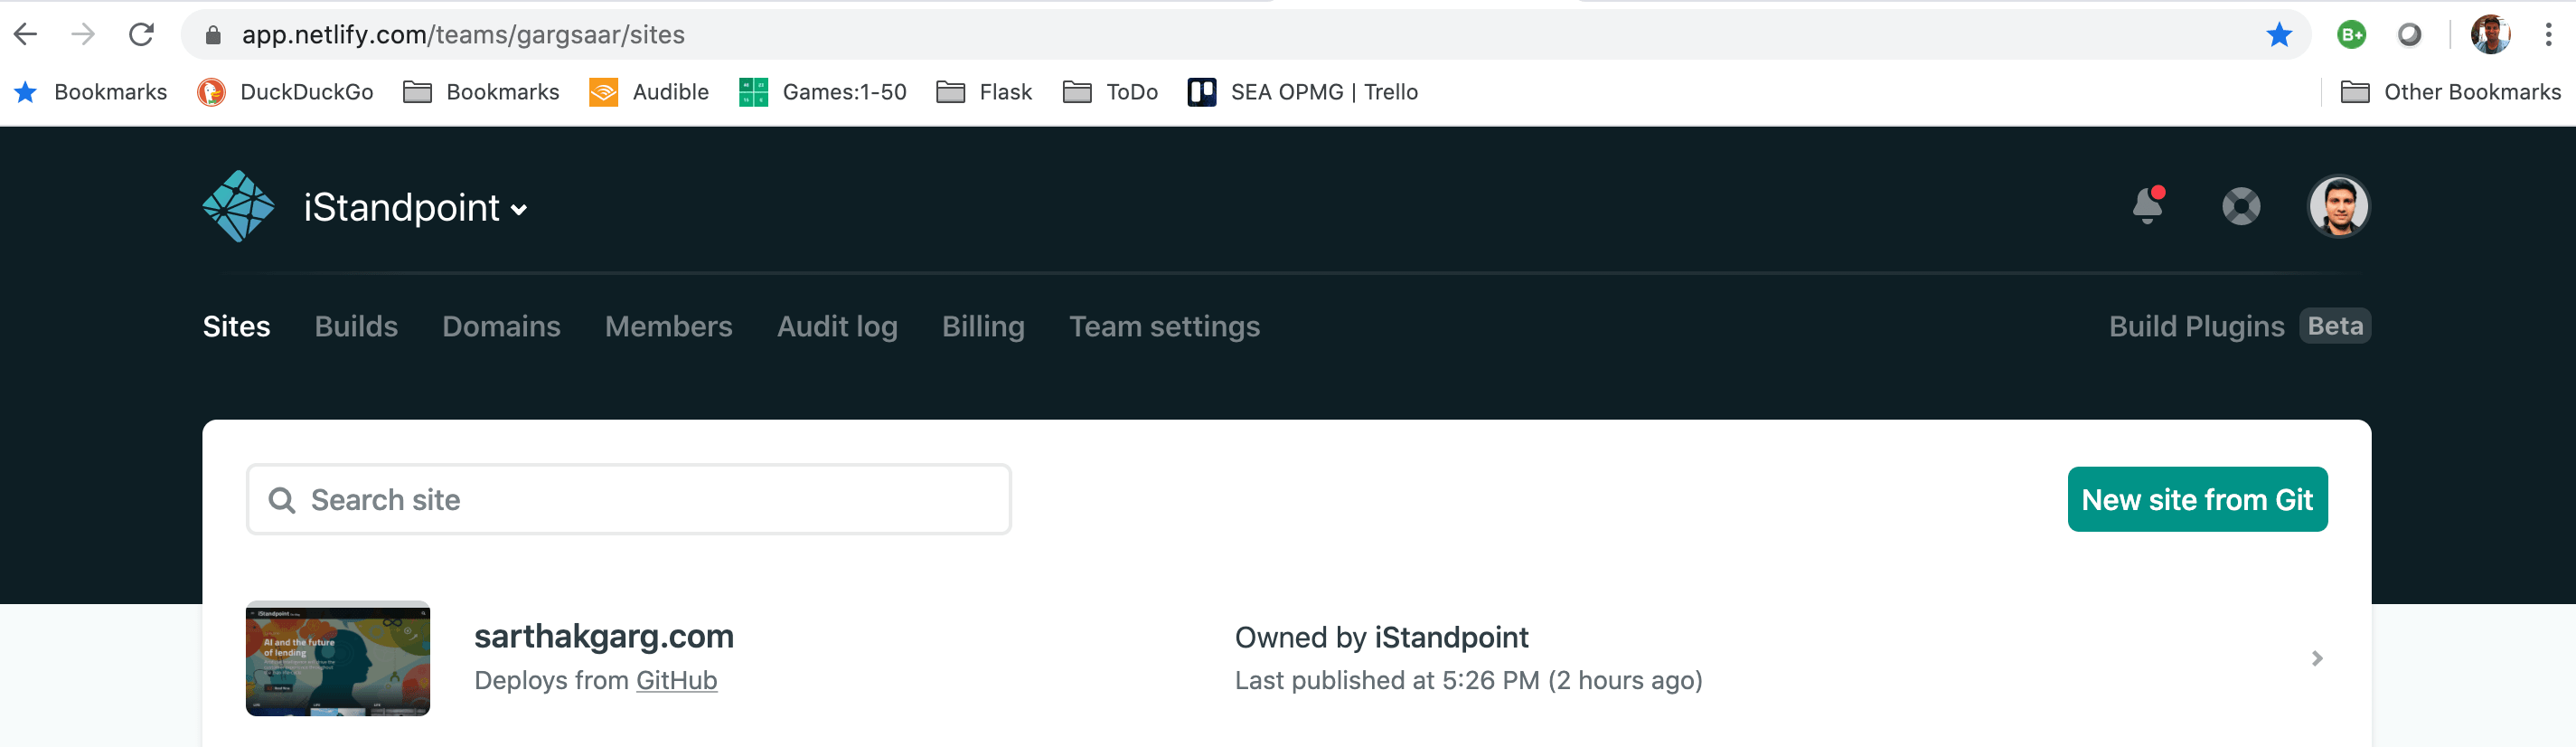 app.netlify.com/teams/gargsaar/sites
B+
Bookmarks DuckDuckGo Bookmarks Audible Games:1-50 Flask ToDo SEA OPMG | Trello Other Bookmarks
iStandpoint
Sites Builds Domains Members Audit log Billing Team settings Build Plugins Beta
Search site New site from Git
iStandpoint
AI and the future
of lending
Read Now
sarthakgarg.com Owned by iStandpoint
Deploys from GitHub Last published at 5:26 PM (2 hours ago)